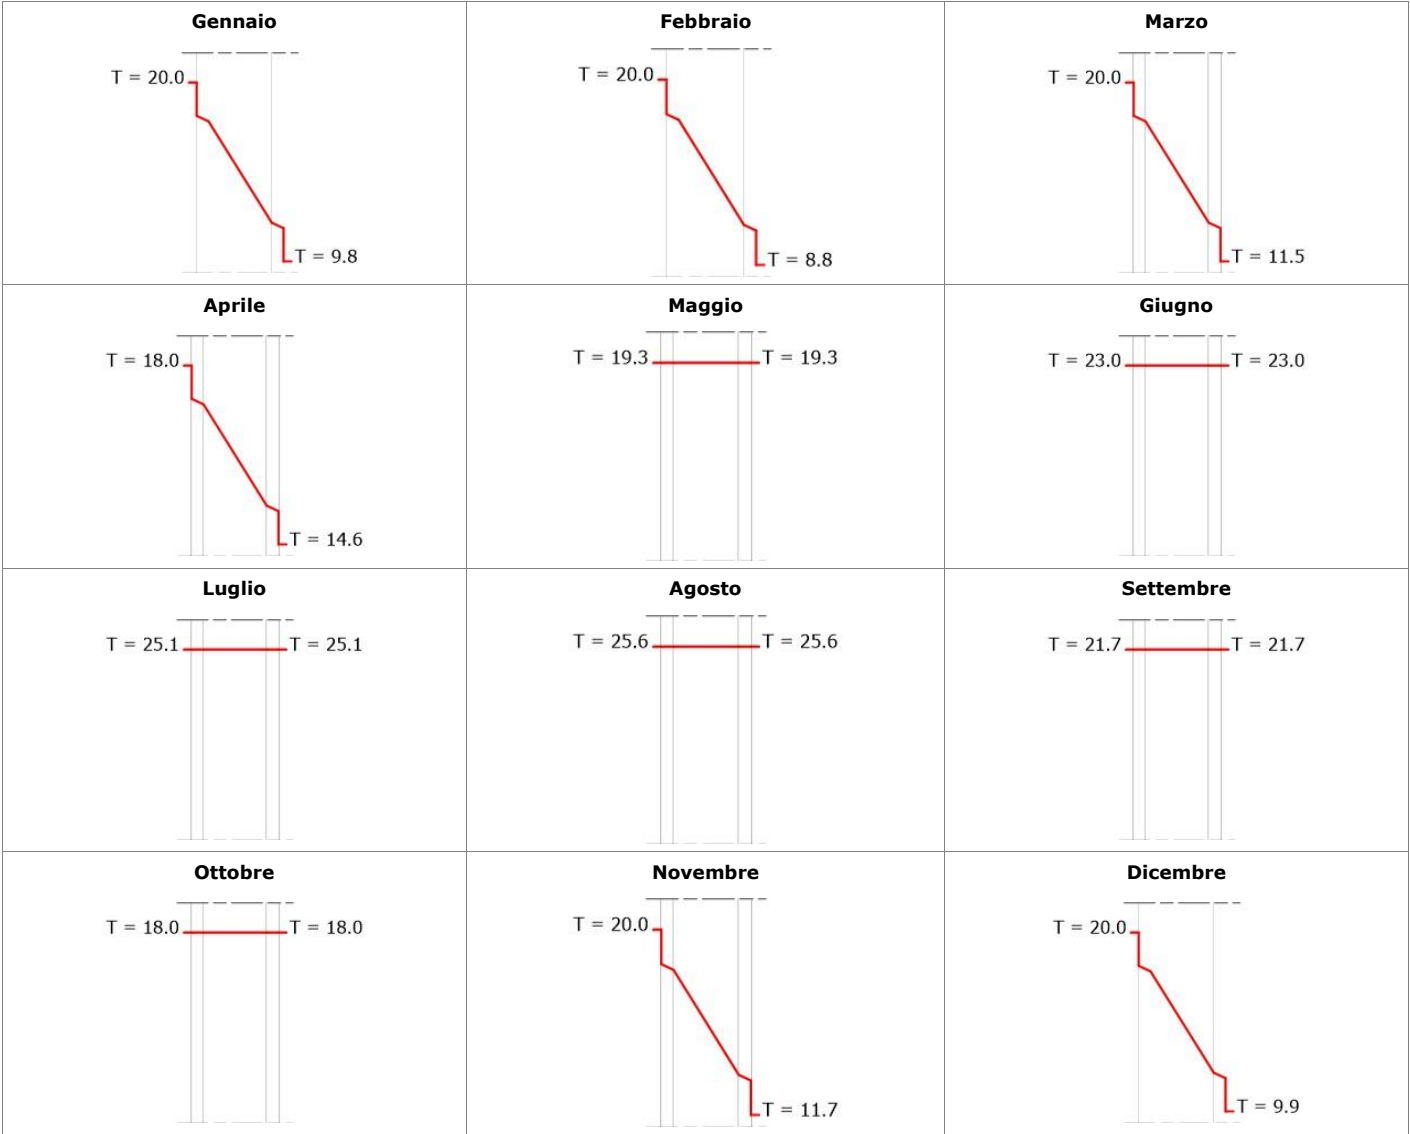 Gennaio
T = 20.0
T = 9.8
Febbraio
T = 20.0
T = 8.8
Marzo
T = 20.0
T = 11.5
Aprile
T = 18.0
T = 14.6
Maggio
T = 19.3 T = 19.3
Giugno
T = 23.0 T = 23.0
Luglio
T = 25.1 T = 25.1
Agosto
T = 25.6 T = 25.6
Settembre
T = 21.7 T = 21.7
Ottobre
T = 18.0 T = 18.0
Novembre
T = 20.0
T = 11.7
Dicembre
T = 20.0
T = 9.9